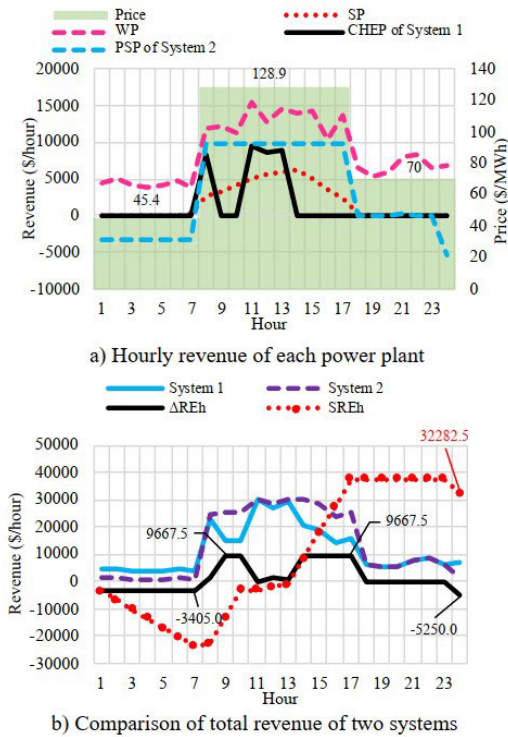 Price SP
WP CHEP of System 1
PSP of System 2
20000 140
15000 128.9 120
10000 100
5000 70 80
0 45.4 60
-5000 40
20
-10000 0
Revenue ($/hour)
Price ($/MWh)
1 3 5 7 9 11 13 15 17 19 21 23
Hour
a) Hourly revenue of each power plant
System 1 System 2
ΔREh SREh
50000 32282.5
40000
30000
20000 9667.5 9667.5
10000
0
-10000 -3405.0 -5250.0
-20000
-30000
Revenue ($/hour)
1 3 5 7 9 11 13 15 17 19 21 23
Hour
b) Comparison of total revenue of two systems